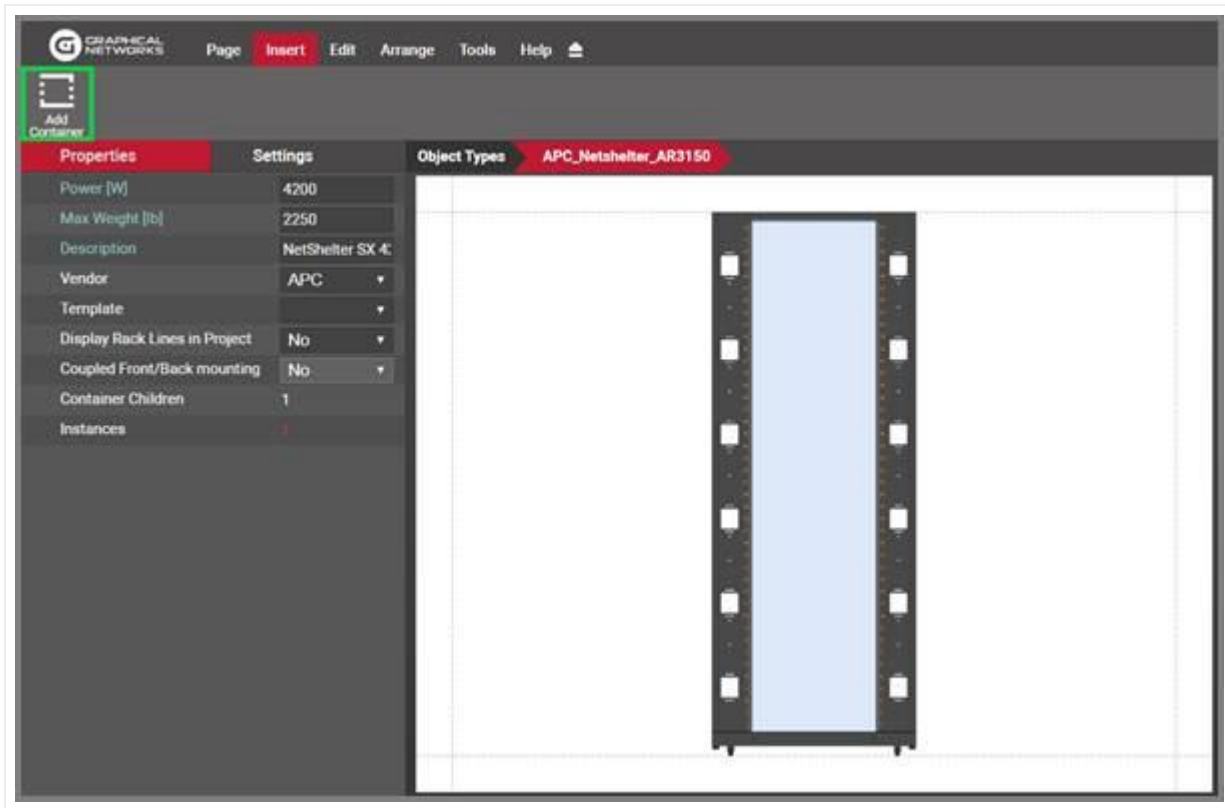 GRAPHICAL NETWORKS
Page Insert Edit Arrange Tools Help
Add
Container
Properties Settings Object Types APC_Netshelter_AR3150
Power [W] 4200
Max Weight [lb] 2250
Description NetShelter SX
Vendor APC
Template
Display Rack Lines in Project No
Coupled Front/Back mounting No
Container Children 1
Instances